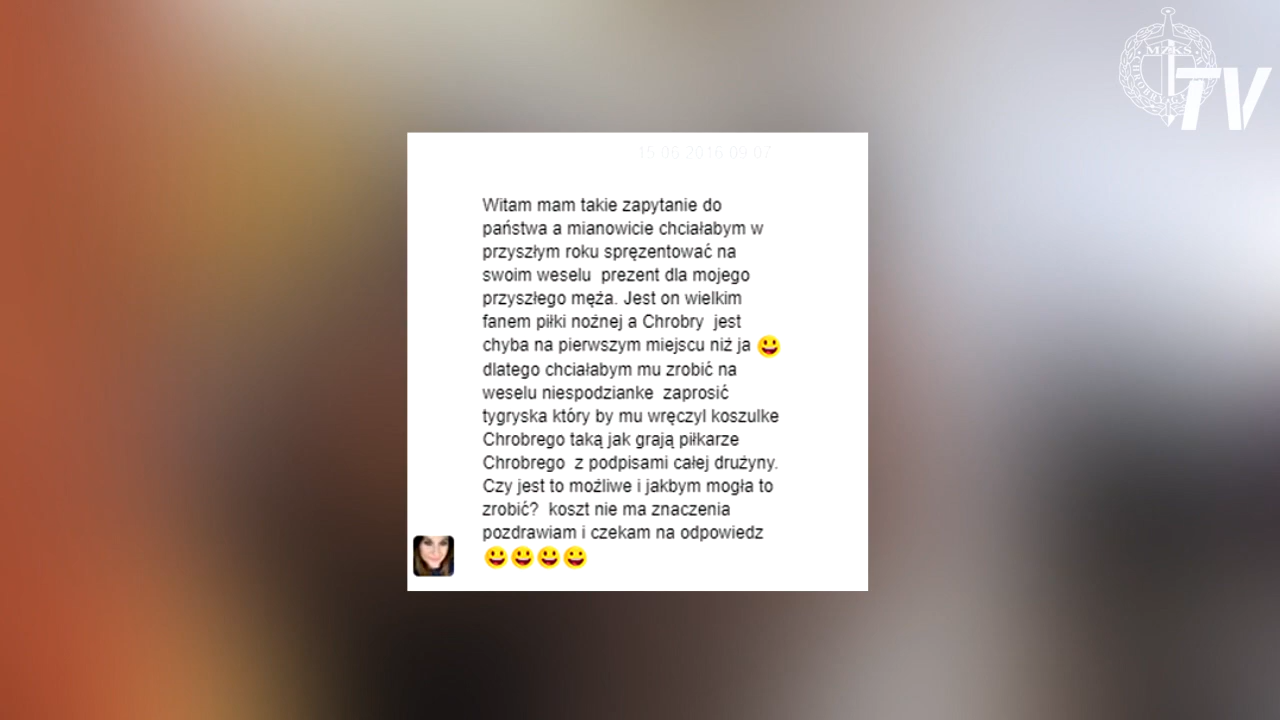 MZKS
TV
15.06.2016 09:07
Witam mam takie zapytanie do
państwa a mianowicie chciałabym w
przyszłym roku spręzentować na
swoim weselu prezent dla mojego
przyszłego męża. Jest on wielkim
fanem piłki nożnej a Chrobry jest
chyba na pierwszym miejscu niż ja 😀
dlatego chciałabym mu zrobić na
weselu niespodzianke zaprosić
tygryska który by mu wręczyl koszulke
Chrobrego taką jak grają piłkarze
Chrobrego z podpisami całej drużyny.
Czy jest to możliwe i jakbym mogła to
zrobić? koszt nie ma znaczenia
pozdrawiam i czekam na odpowiedz
😀😀😀😀